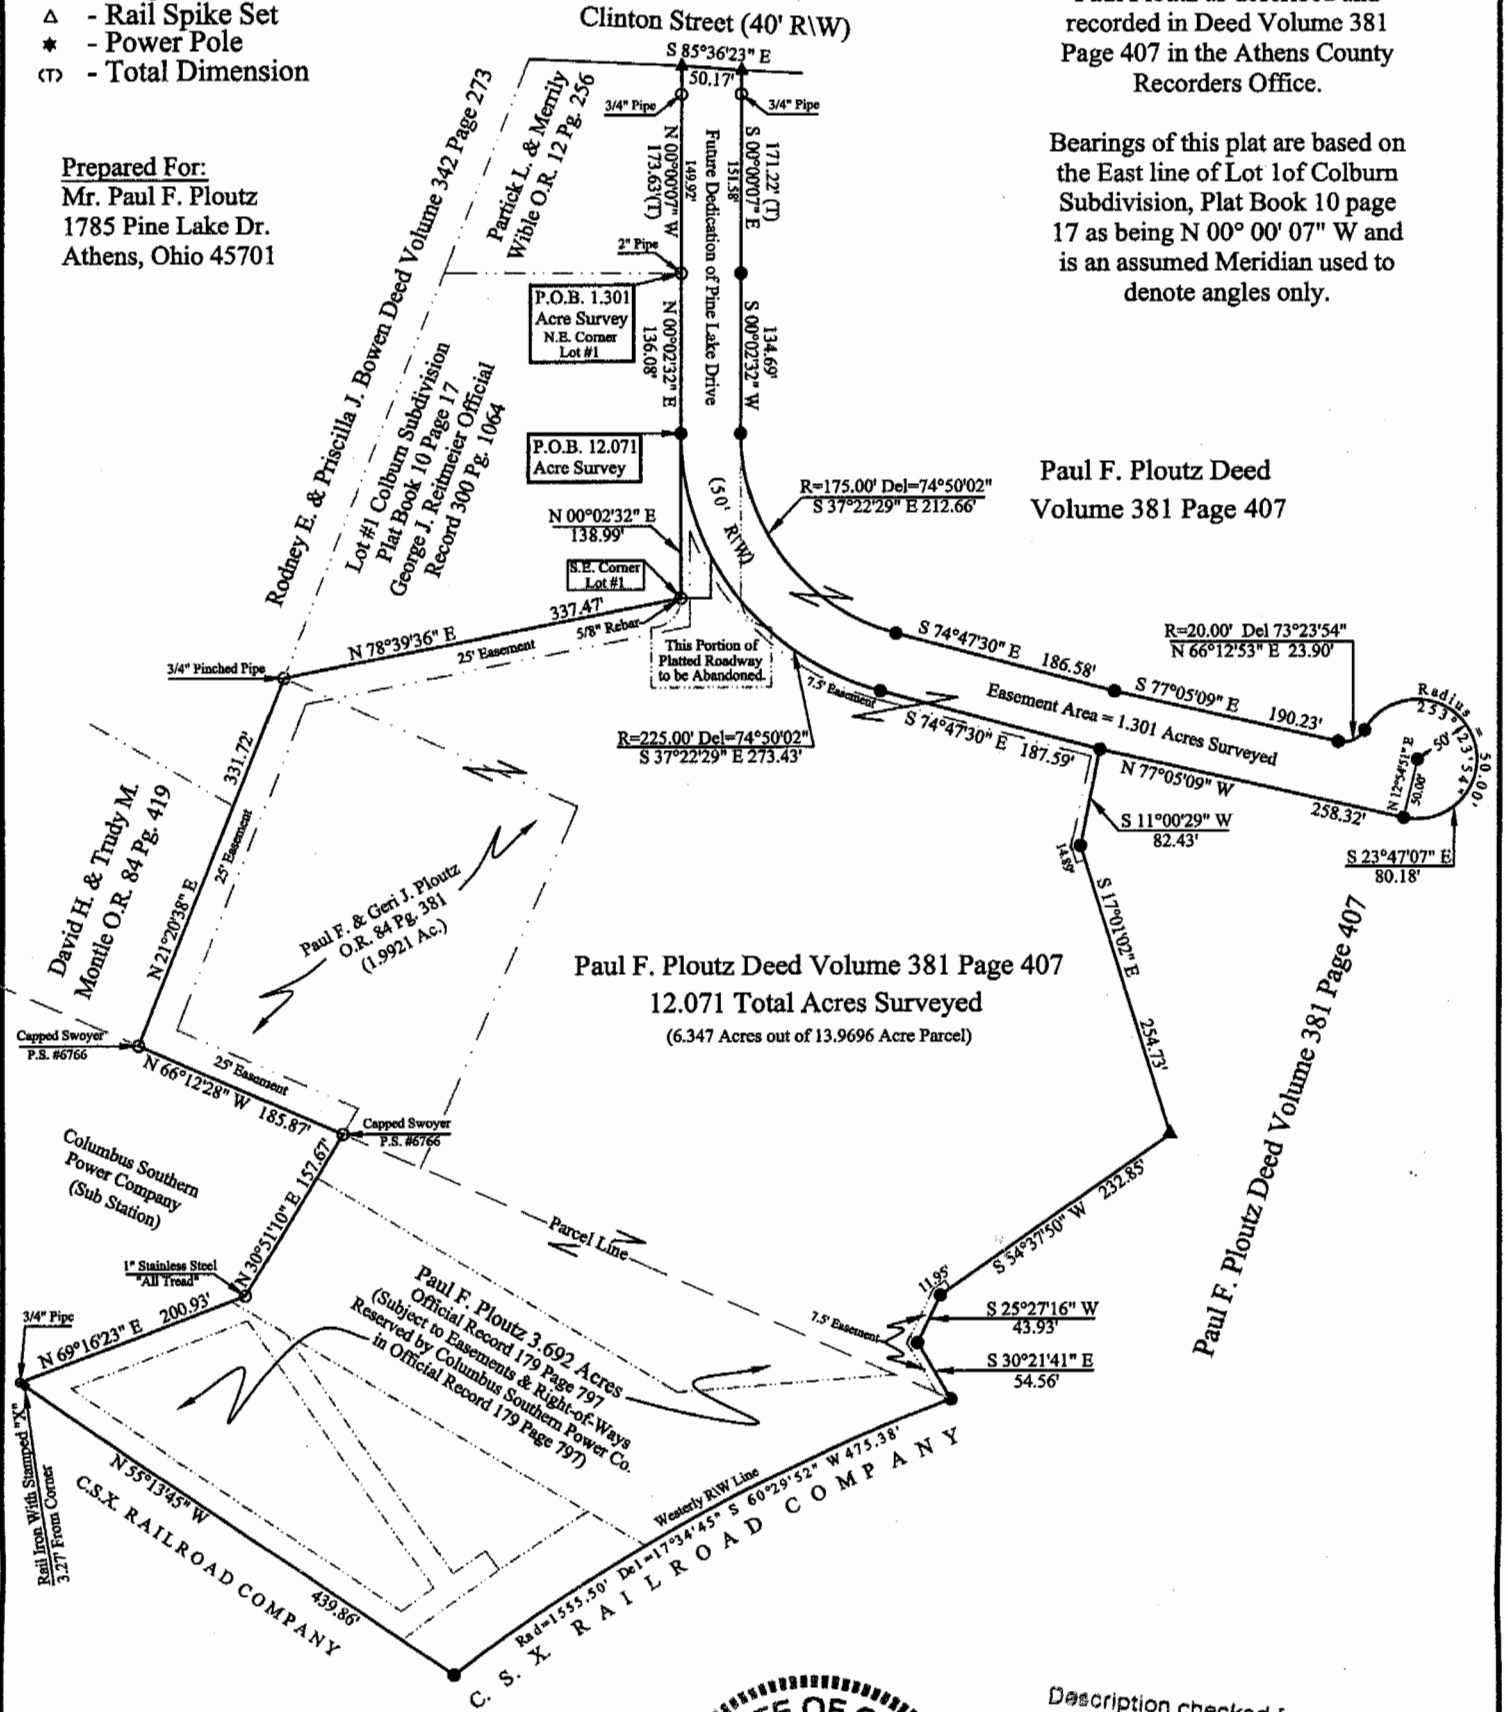 △ - Rail Spike Set
- Power Pole
(T) - Total Dimension
Prepared For:
Mr. Paul F. Ploutz
1785 Pine Lake Dr.
Athens, Ohio 45701
Clinton Street (40' R\W)
S 85°36'23" E
50.17'
3/4" Pipe
3/4" Pipe
recorded in Deed Volume 381
Page 407 in the Athens County
Recorders Office.
Bearings of this plat are based on
the East line of Lot 1of Colburn
Subdivision, Plat Book 10 page
17 as being N 00° 00' 07" W and
is an assumed Meridian used to
denote angles only.
Rodney E. & Priscilla J. Bowen Deed Volume 342 Page 273
Partick L. & Merrily
Wible O.R. 12 Pg. 256
N 00°00'07" W
149.92'
173.63'(T)
Future Dedication of Pine Lake Drive
171.22' (T)
S 00°00'07" E
151.58'
2" Pipe
P.O.B. 1.301
Acre Survey
N.E. Corner
Lot #1
N 00°02'32" E
136.08'
134.69'
S 00°02'32" W
Lot #1 Colburn Subdivision
Plat Book 10 Page 17
George J. Reitmeier Official
Record 300 Pg. 1064
P.O.B. 12.071
Acre Survey
(50' R\W)
R=175.00' Del=74°50'02"
S 37°22'29" E 212.66'
Paul F. Ploutz Deed
Volume 381 Page 407
N 00°02'32" E
138.99'
S.E. Corner
Lot #1
337.47'
5/8" Rebar
N 78°39'36" E
25' Easement
3/4" Pinched Pipe
This Portion of
Platted Roadway
to be Abandoned.
7.5' Easement
R=225.00' Del=74°50'02"
S 37°22'29" E 273.43'
S 74°47'30" E 186.58'
S 77°05'09" E 190.23'
Easement Area = 1.301 Acres Surveyed
S 74°47'30" E 187.59'
N 77°05'09" W
258.32'
R=20.00' Del 73°23'54"
N 66°12'53" E 23.90'
Radius = 50.00'
253°23'54"
50'
N 12°54'51" E
50.00'
S 23°47'07" E
80.18'
S 11°00'29" W
82.43'
14.89'
S 17°01'02" E
254.73'
331.72'
25' Easement
N 21°20'38" E
David H. & Trudy M.
Montle O.R. 84 Pg. 419
Paul F. & Geri J. Ploutz
O.R. 84 Pg. 381
(1.9921 Ac.)
Paul F. Ploutz Deed Volume 381 Page 407
12.071 Total Acres Surveyed
(6.347 Acres out of 13.9696 Acre Parcel)
Paul F. Ploutz Deed Volume 381 Page 407
Capped Swoyer
P.S. #6766
25' Easement
N 66°12'28" W 185.87'
Capped Swoyer
P.S. #6766
Columbus Southern
Power Company
(Sub Station)
N 30°51'10" E 157.67'
Parcel Line
232.85'
S 54°37'50" W
11.95'
S 25°27'16" W
43.93'
7.5' Easement
S 30°21'41" E
54.56'
1" Stainless Steel
"All Tread"
3/4" Pipe
N 69°16'23" E 200.93'
Paul F. Ploutz 3.692 Acres
Official Record 179 Page 797
(Subject to Easements & Right-of-Ways
Reserved by Columbus Southern Power Co.
in Official Record 179 Page 797)
Rail Iron With Stamped "X"
3.27' From Corner
N 55°13'45" W
439.86'
C.S.X. RAILROAD COMPANY
Westerly R\W Line
Rad=1555.50' Del=17°34'45" S 60°29'52" W 475.38'
C. S. X. RAILROAD COMPANY
Description checked